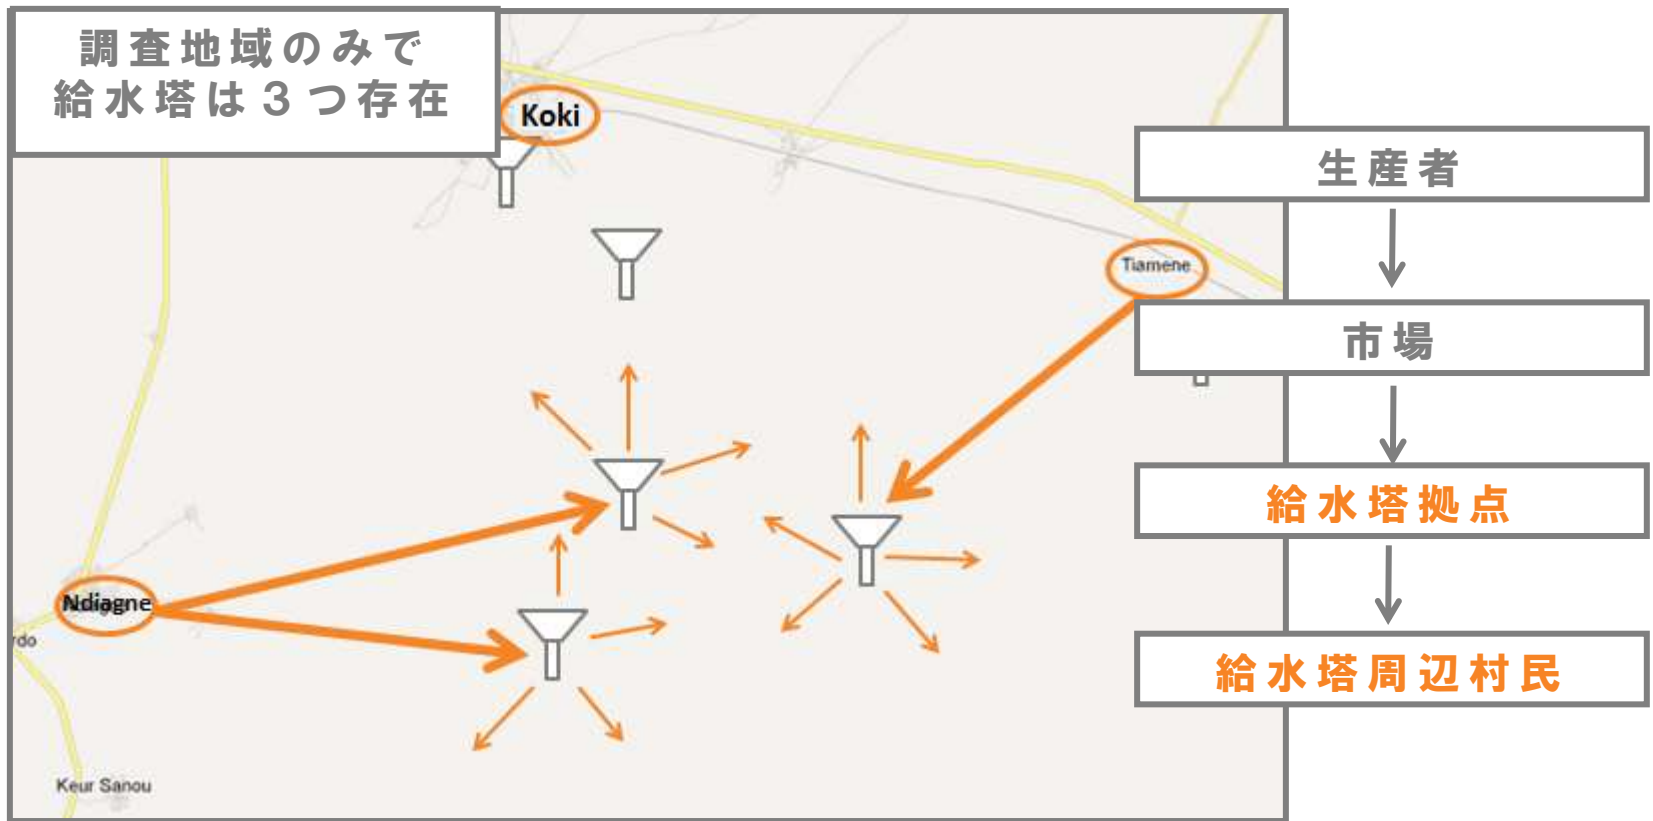 調査地域のみで
給水塔は３つ存在
Koki
生産者
Tiamene
市場
給水塔拠点
Ndiagne
rdo
給水塔周辺村民
Keur Sanou